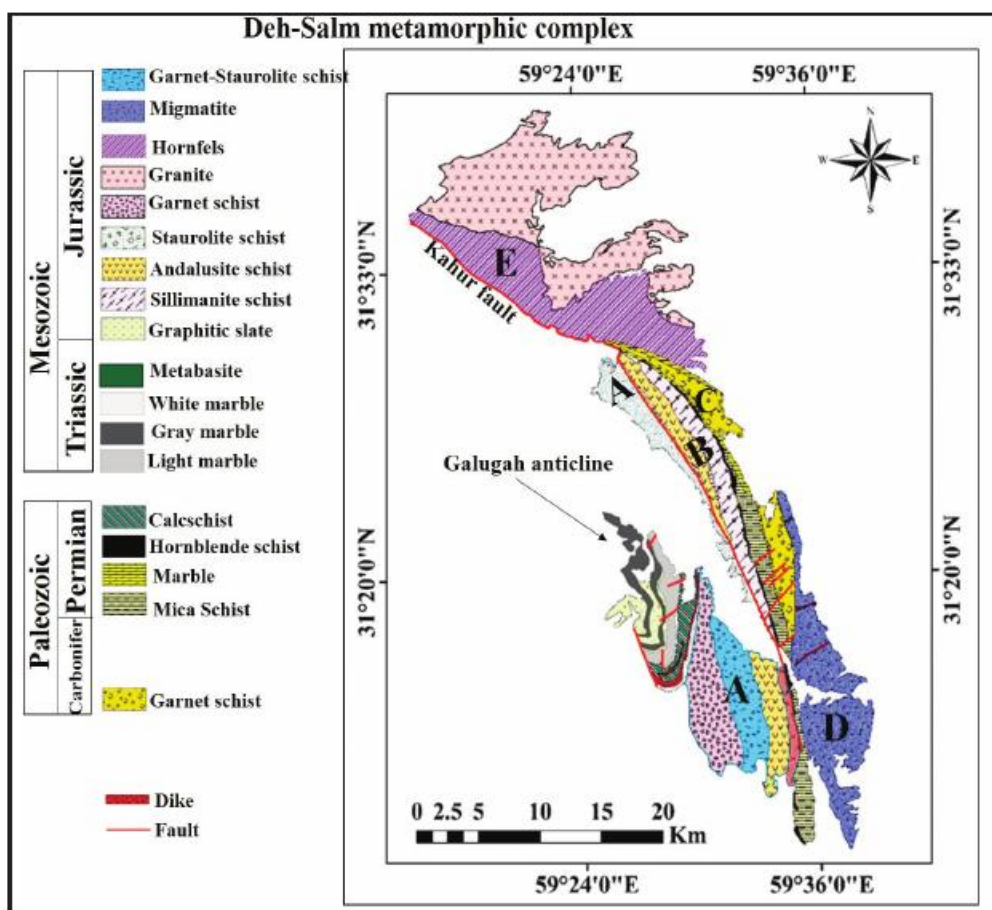 Deh-Salm metamorphic complex
Mesozoic
Jurassic
Garnet-Staurolite schist
Migmatite
Hornfels
Granite
Garnet schist
Staurolite schist
Andalusite schist
Sillimanite schist
Graphitic slate
Triassic
Metabasite
White marble
Gray marble
Light marble
Paleozoic
Permian
Calcschist
Hornblende schist
Marble
Mica Schist
Carbonifer
Garnet schist
Dike
Fault
59°24'0"E
59°36'0"E
N
W
E
S
31°33'0"N
31°33'0"N
E
Kahur fault
A
C
B
Galugah anticline
31°20'0"N
31°20'0"N
A
D
0 2.5 5 10 15 20
Km
59°24'0"E
59°36'0"E